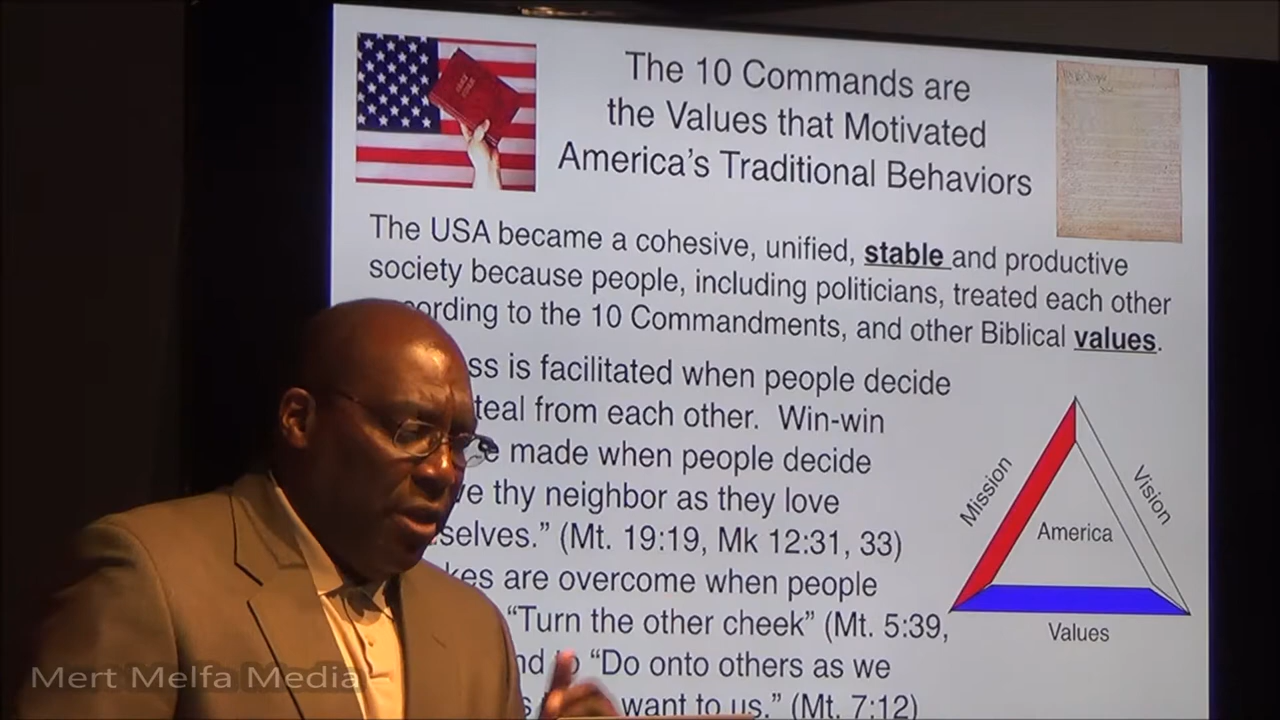 The 10 Commands are
the Values that Motivated
America's Traditional Behaviors
The USA became a cohesive, unified, stable and productive
society because people, including politicians, treated each other
ording to the 10 Commandments, and other Biblical values.
ss is facilitated when people decide
teal from each other. Win-win
e made when people decide
ve thy neighbor as they love
selves." (Mt. 19:19, Mk 12:31, 33)
kes are overcome when people
"Turn the other cheek" (Mt. 5:39,
"Do onto others as we
want to us." (Mt. 7:12)
Mission
Vision
America
Values
Mert Melfa Media